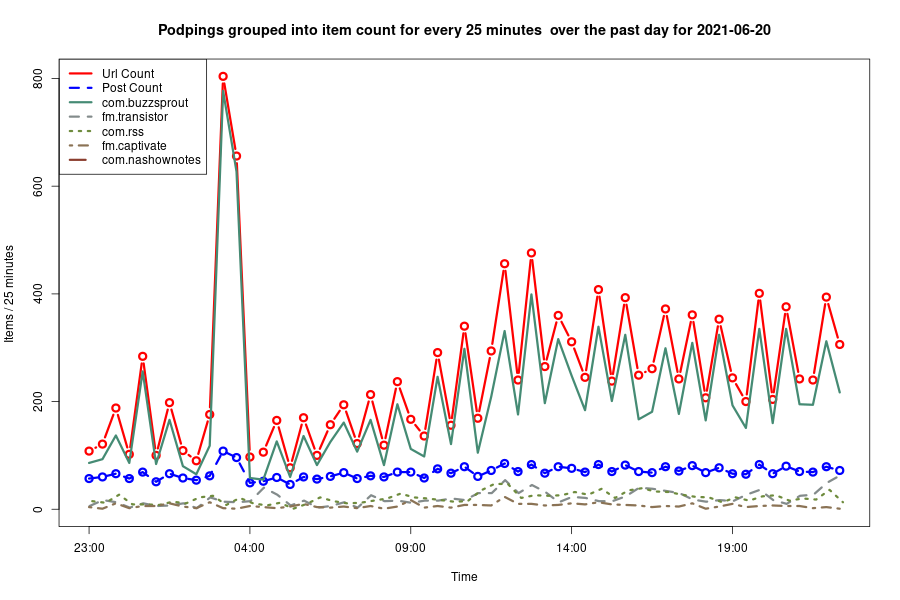 Podpings grouped into item count for every 25 minutes  over the past day for 2021-06-20
Url Count
Post Count
com.buzzsprout
fm.transistor
com.rss
fm.captivate
com.nashownotes
Items / 25 minutes
800
600
400
200
0
23:00
04:00
09:00
14:00
19:00
Time